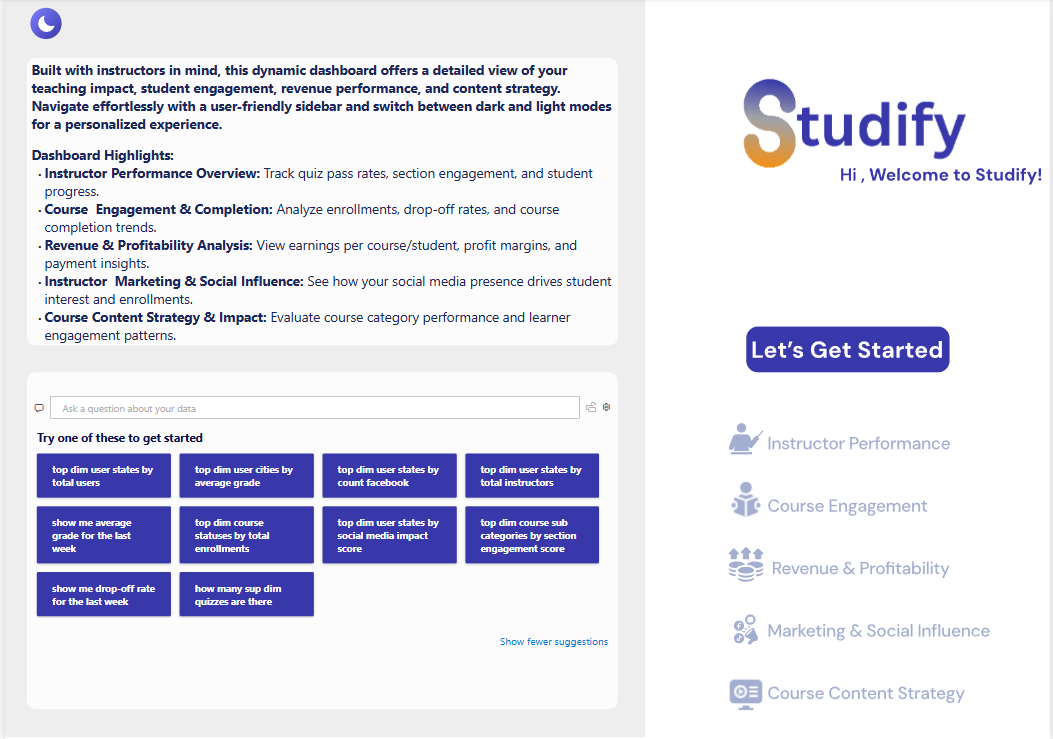 Built with instructors in mind, this dynamic dashboard offers a detailed view of your
teaching impact, student engagement, revenue performance, and content strategy.
Navigate effortlessly with a user-friendly sidebar and switch between dark and light modes
for a personalized experience.
Dashboard Highlights:
· Instructor Performance Overview: Track quiz pass rates, section engagement, and student
progress.
· Course  Engagement & Completion: Analyze enrollments, drop-off rates, and course
completion trends.
· Revenue & Profitability Analysis: View earnings per course/student, profit margins, and
payment insights.
· Instructor  Marketing & Social Influence: See how your social media presence drives student
interest and enrollments.
· Course Content Strategy & Impact: Evaluate course category performance and learner
engagement patterns.
Ask a question about your data
Try one of these to get started
top dim user states by
total users
top dim user cities by
average grade
top dim user states by
count facebook
top dim user states by
total instructors
show me average
grade for the last
week
top dim course
statuses by total
enrollments
top dim user states by
social media impact
score
top dim course sub
categories by section
engagement score
show me drop-off rate
for the last week
how many sup dim
quizzes are there
Show fewer suggestions
Studify
Hi , Welcome to Studify!
Let's Get Started
Instructor Performance
Course Engagement
Revenue & Profitability
Marketing & Social Influence
Course Content Strategy